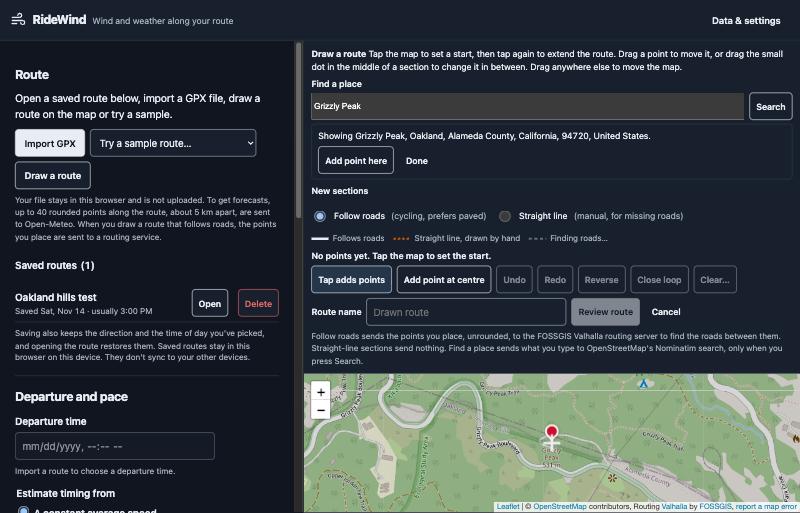 RideWind Wind and weather along your route
Data & settings
Route
Open a saved route below, import a GPX file, draw a
route on the map or try a sample.
Import GPX
Try a sample route...
Draw a route
Your file stays in this browser and is not uploaded. To get forecasts,
up to 40 rounded points along the route, about 5 km apart, are sent
to Open-Meteo. When you draw a route that follows roads, the points
you place are sent to a routing service.
Saved routes (1)
Oakland hills test
Saved Sat, Nov 14 · usually 3:00 PM
Open
Delete
Saving also keeps the direction and the time of day you've picked,
and opening the route restores them. Saved routes stay in this
browser on this device. They don't sync to your other devices.
Departure and pace
Departure time
mm/dd/yyyy, --:-- --
Import a route to choose a departure time.
Estimate timing from
A constant average speed
Draw a route Tap the map to set a start, then tap again to extend the route. Drag a point to move it, or drag the small
dot in the middle of a section to change it in between. Drag anywhere else to move the map.
Find a place
Grizzly Peak
Search
Showing Grizzly Peak, Oakland, Alameda County, California, 94720, United States.
Add point here
Done
New sections
Follow roads (cycling, prefers paved)
Straight line (manual, for missing roads)
Follows roads
Straight line, drawn by hand
Finding roads...
No points yet. Tap the map to set the start.
Tap adds points
Add point at centre
Undo
Redo
Reverse
Close loop
Clear...
Route name
Drawn route
Review route
Cancel
Follow roads sends the points you place, unrounded, to the FOSSGIS Valhalla routing server to find the roads between them.
Straight-line sections send nothing. Find a place sends what you type to OpenStreetMap's Nominatim search, only when you
press Search.
+
−
Grizzly Peak Boulevard
Oakland
Grizzly Peak Trail
Grizzly
Peak
531 m
Alameda County
Leaflet | © OpenStreetMap contributors, Routing Valhalla by FOSSGIS, report a map error